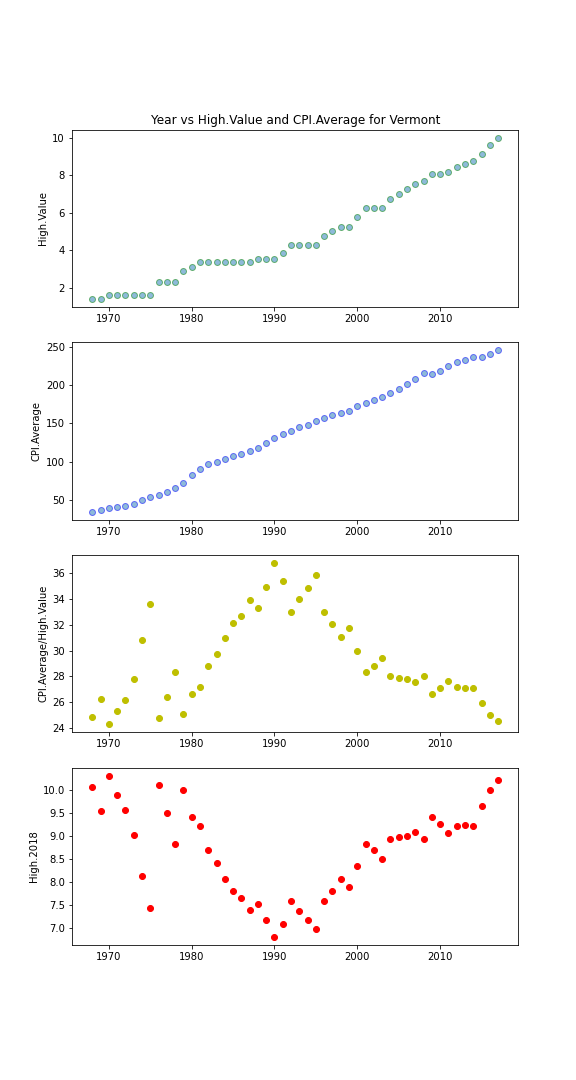 Year vs High.Value and CPI.Average for Vermont
10
8
6
4
2
High.Value
1970 1980 1990 2000 2010
250
200
150
100
50
CPI.Average
1970 1980 1990 2000 2010
36
34
32
30
28
26
24
CPI.Average/High.Value
1970 1980 1990 2000 2010
10.0
9.5
9.0
8.5
8.0
7.5
7.0
High.2018
1970 1980 1990 2000 2010